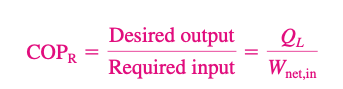 COP_R = Desired output / Required input = Q_L / W_net,in